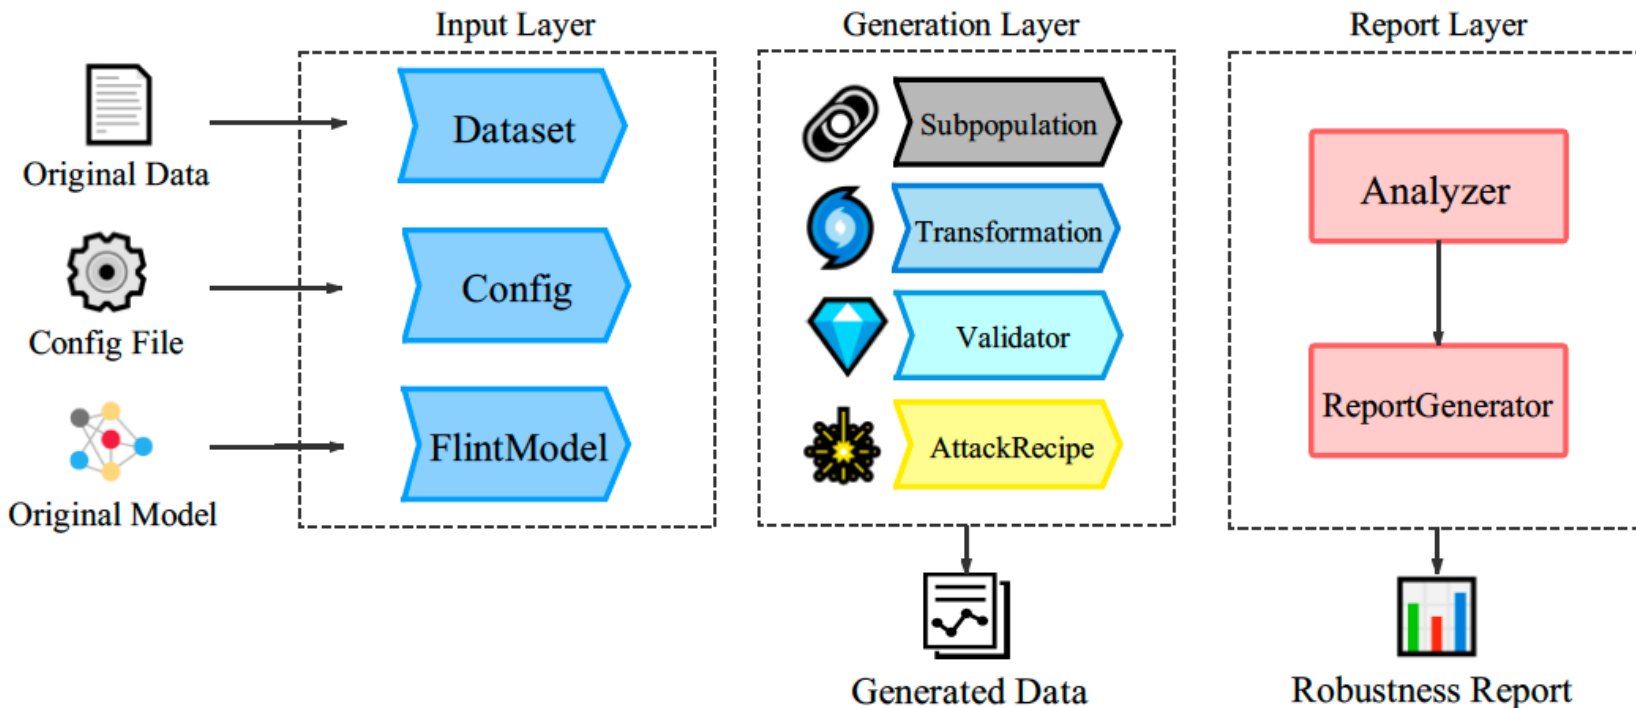 Input Layer
Generation Layer
Report Layer
Original Data
Config File
Original Model
Dataset
Config
FlintModel
Subpopulation
Transformation
Validator
AttackRecipe
Analyzer
ReportGenerator
Generated Data
Robustness Report